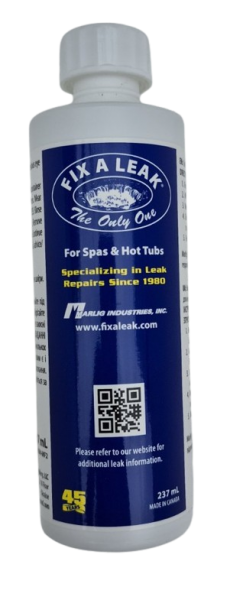 FIX A LEAK
The Only One
For Spas & Hot Tubs
Specializing in Leak
Repairs Since 1980
MARLIG INDUSTRIES, INC.
www.fixaleak.com
Please refer to our website for
additional leak information.
45
YEARS
237 mL
MADE IN CANADA